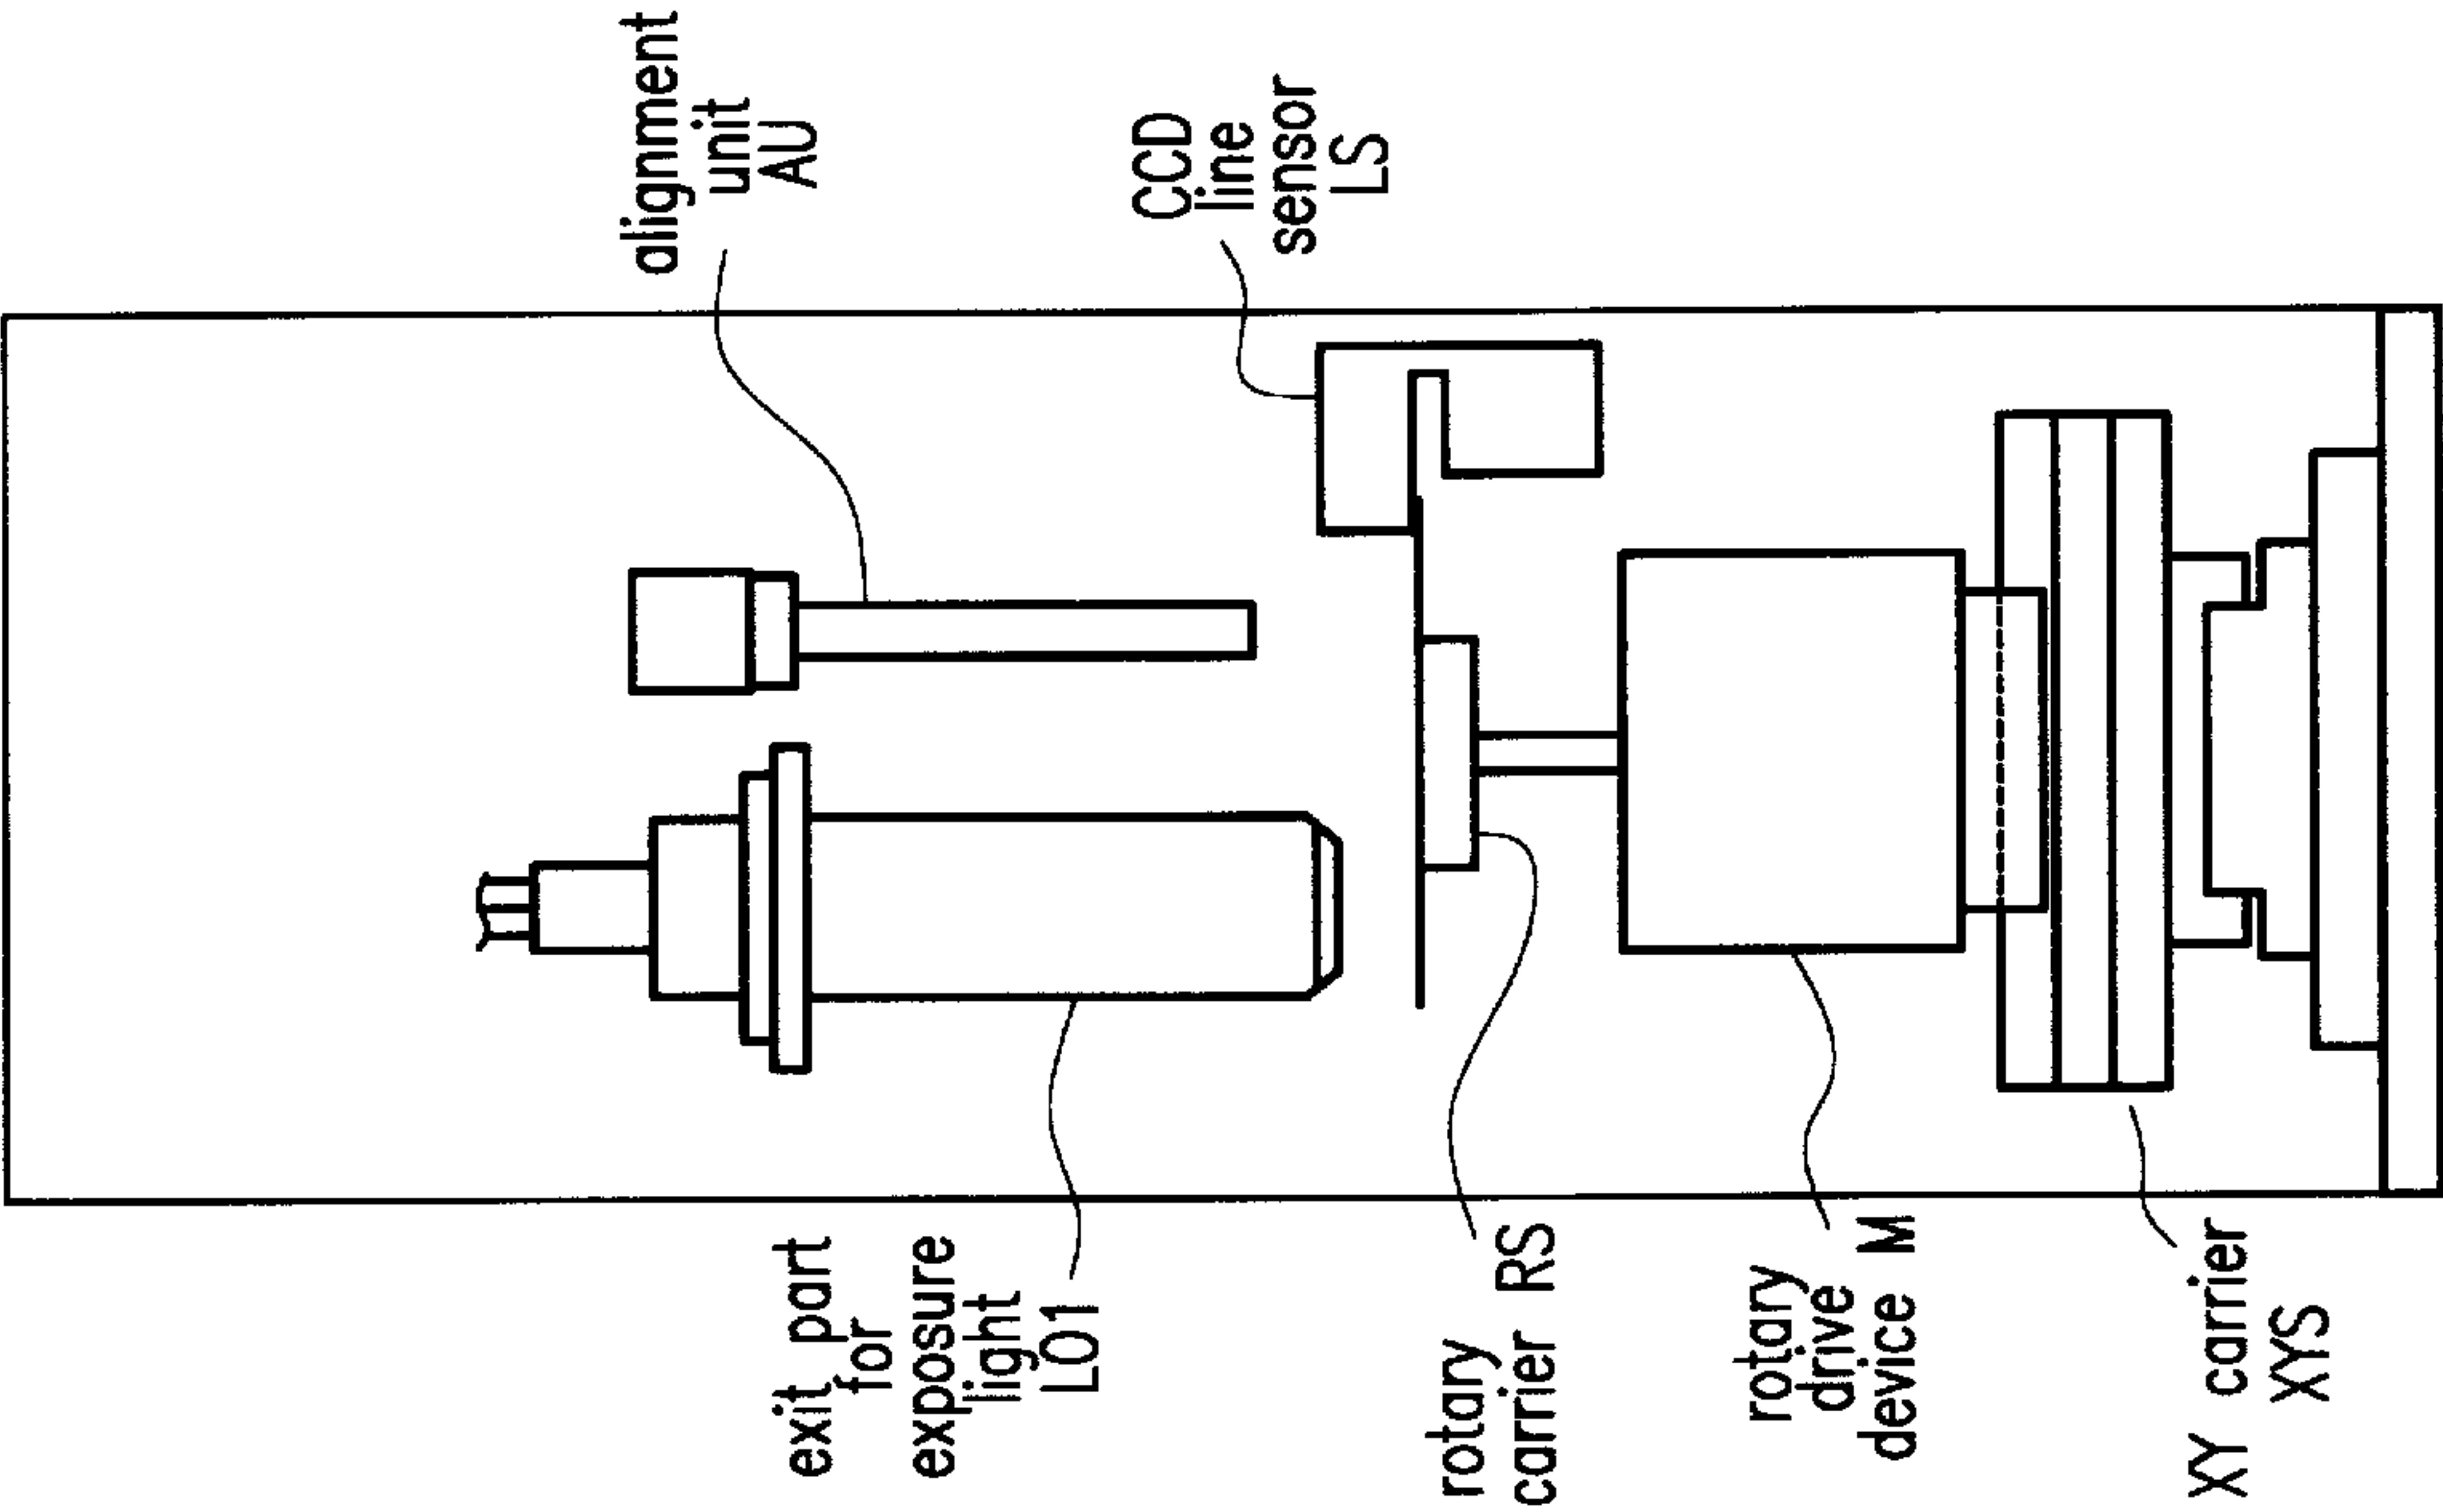 alignment
unit
AU
CCD
line
sensor
LS
exit part
for
exposure
light
LO1
rotary
carrier RS
rotary
drive
device M
XY carrier
XYS